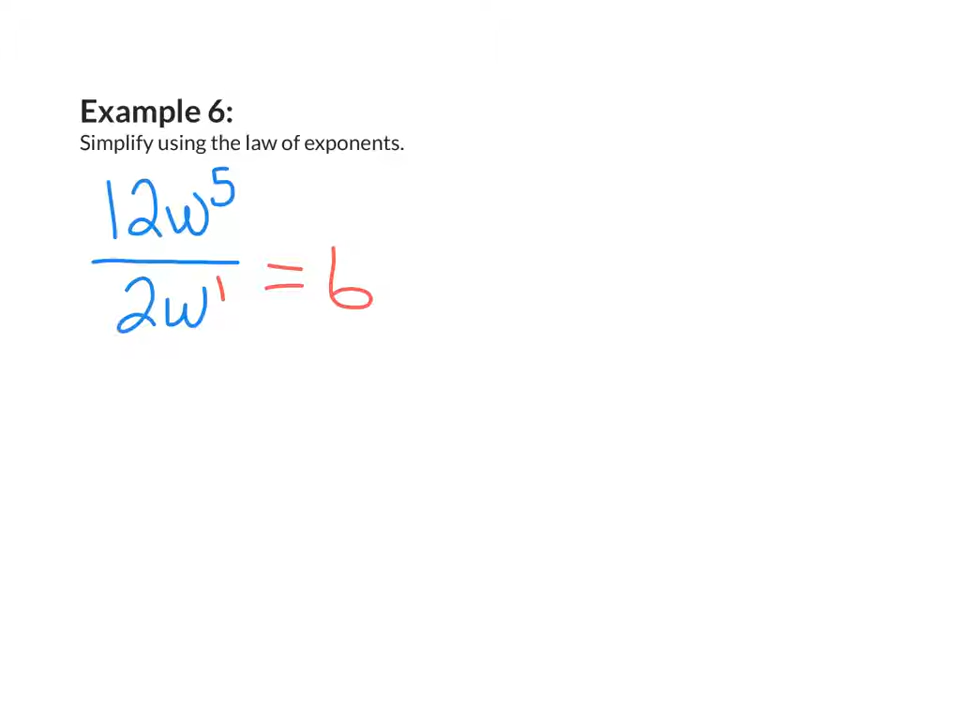 Example 6:
Simplify using the law of exponents.
12w⁵
2w¹ = 6